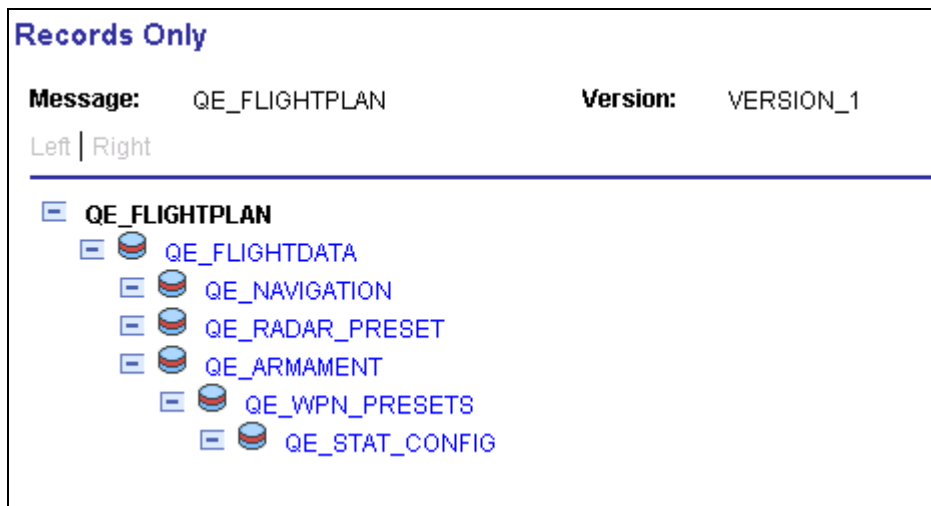 Records Only
Message: QE_FLIGHTPLAN Version: VERSION_1
Left | Right
QE_FLIGHTPLAN
QE_FLIGHTDATA
QE_NAVIGATION
QE_RADAR_PRESET
QE_ARMAMENT
QE_WPN_PRESETS
QE_STAT_CONFIG